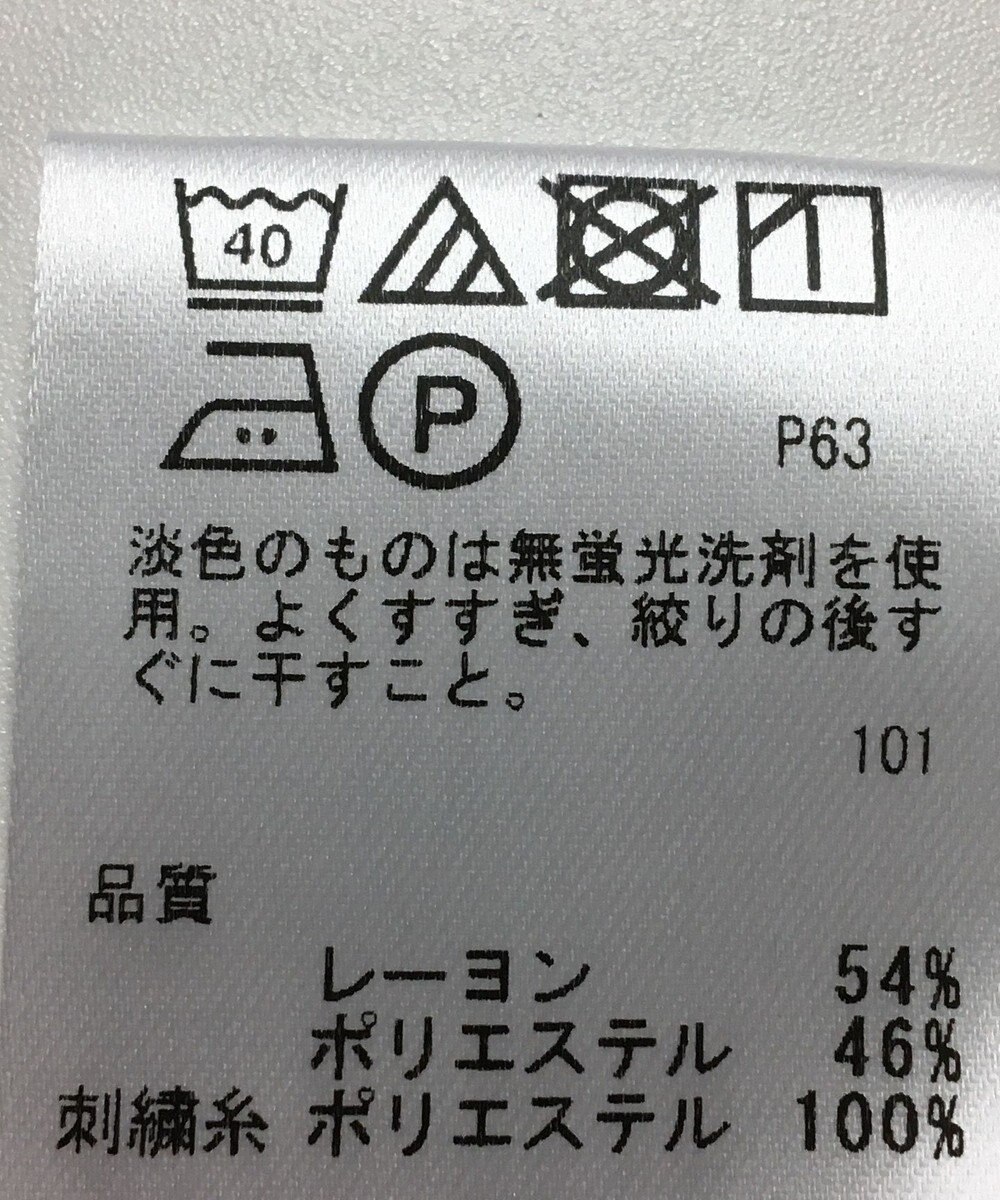 40
P
P63
淡色のものは無蛍光洗剤を使
用。よくすすぎ、絞りの後す
ぐに干すこと。
101
品質
レーヨン 54%
ポリエステル 46%
刺繍糸 ポリエステル 100%